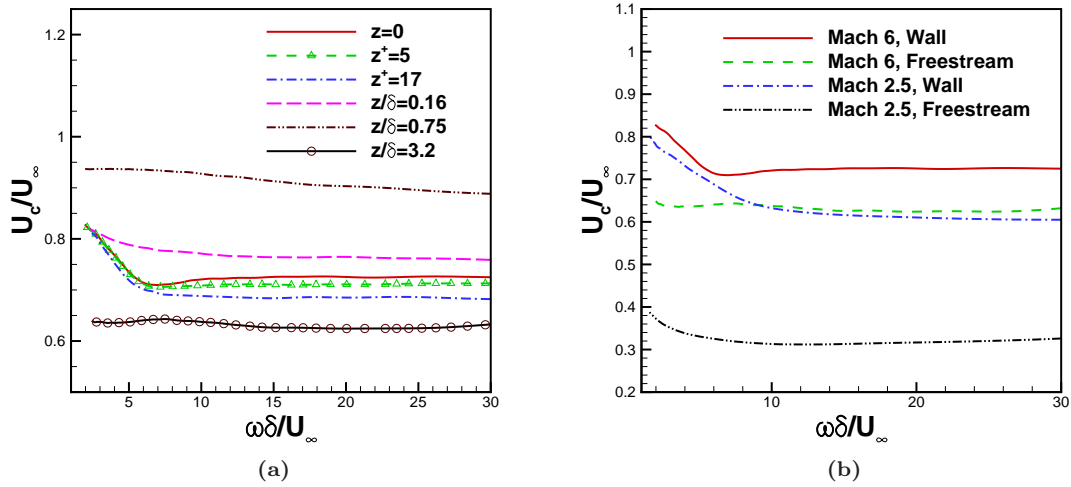 1.2
1
0.8
0.6
U_c/U_∞
z=0
z⁺=5
z⁺=17
z/δ=0.16
z/δ=0.75
z/δ=3.2
5 10 15 20 25 30
ωδ/U_∞
(a)
1.1
1
0.9
0.8
0.7
0.6
0.5
0.4
0.3
0.2
U_c/U_∞
Mach 6, Wall
Mach 6, Freestream
Mach 2.5, Wall
Mach 2.5, Freestream
10 20 30
ωδ/U_∞
(b)